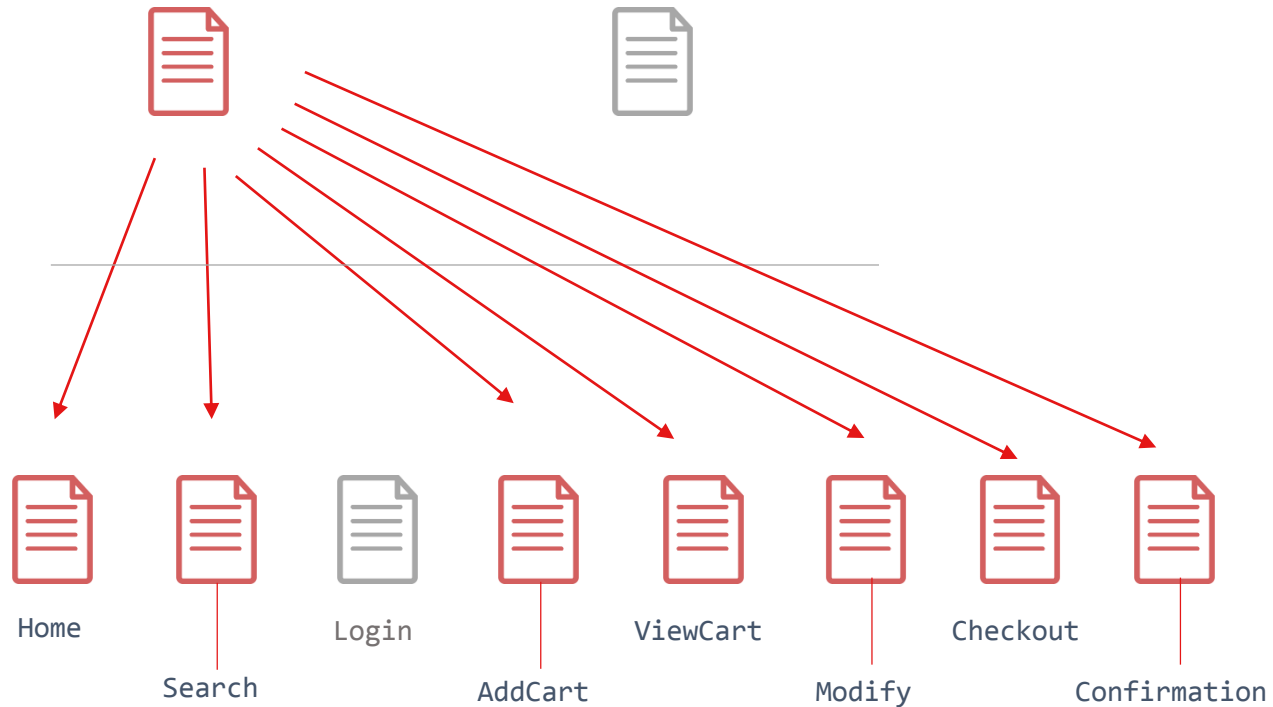 Home
Login
ViewCart
Checkout
Search
AddCart
Modify
Confirmation